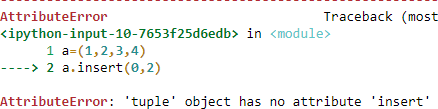 AttributeError                            Traceback (most
<ipython-input-10-7653f25d6edb> in <module>
      1 a=(1,2,3,4)
----> 2 a.insert(0,2)
AttributeError: 'tuple' object has no attribute 'insert'